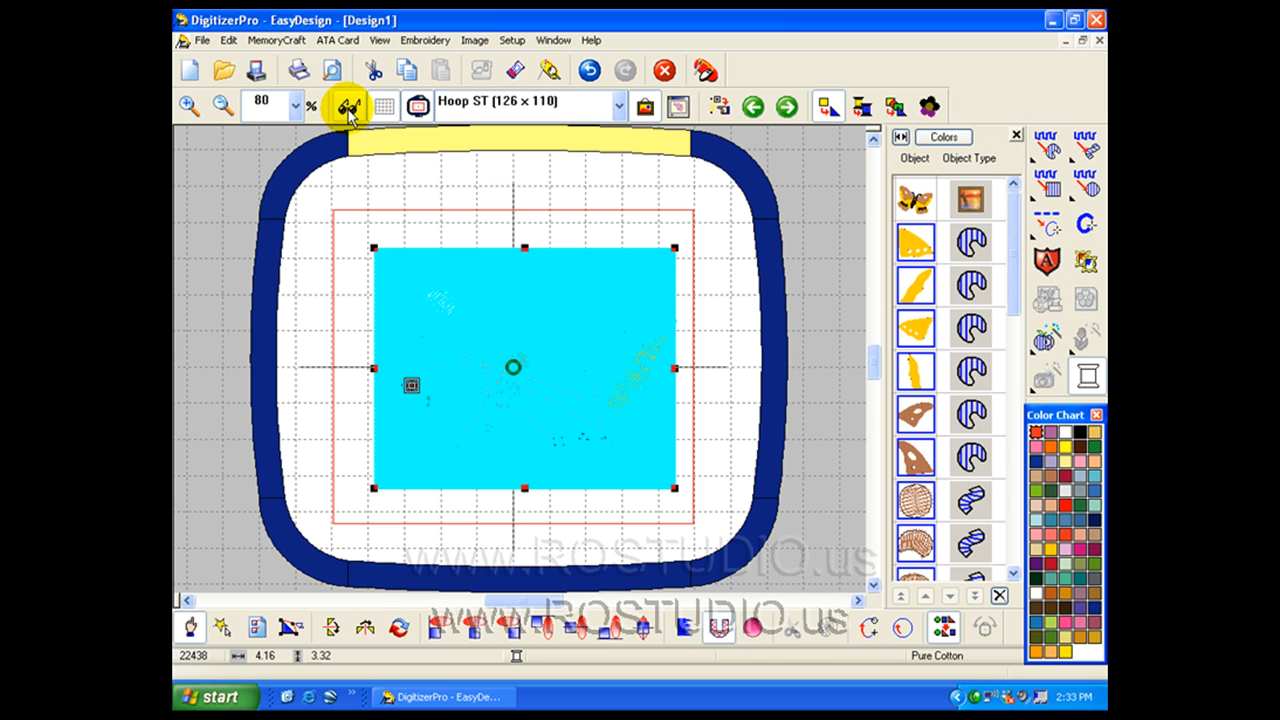 DigitizerPro - EasyDesign - [Design1]
File Edit MemoryCraft ATA Card View Embroidery Image Setup Window Help
80 % Hoop ST (126 x 110)
Colors
Object Object Type
Color Chart
www.ROSTUDIO.us
www.ROSTUDIO.us
22438 4.16 3.32 Pure Cotton
start DigitizerPro - EasyDe... 2:33 PM